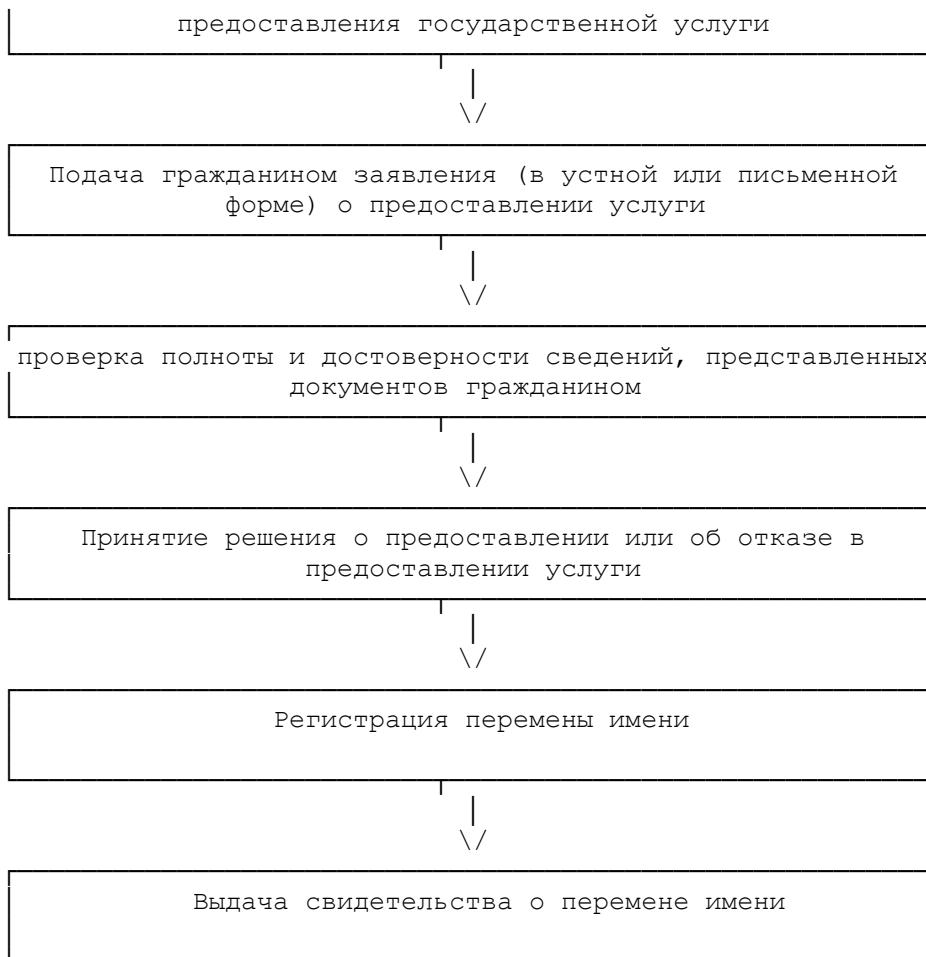 предоставления государственной услуги
Подача гражданином заявления (в устной или письменной
форме) о предоставлении услуги
проверка полноты и достоверности сведений, представленных
документов гражданином
Принятие решения о предоставлении или об отказе в
предоставлении услуги
Регистрация перемены имени
Выдача свидетельства о перемене имени